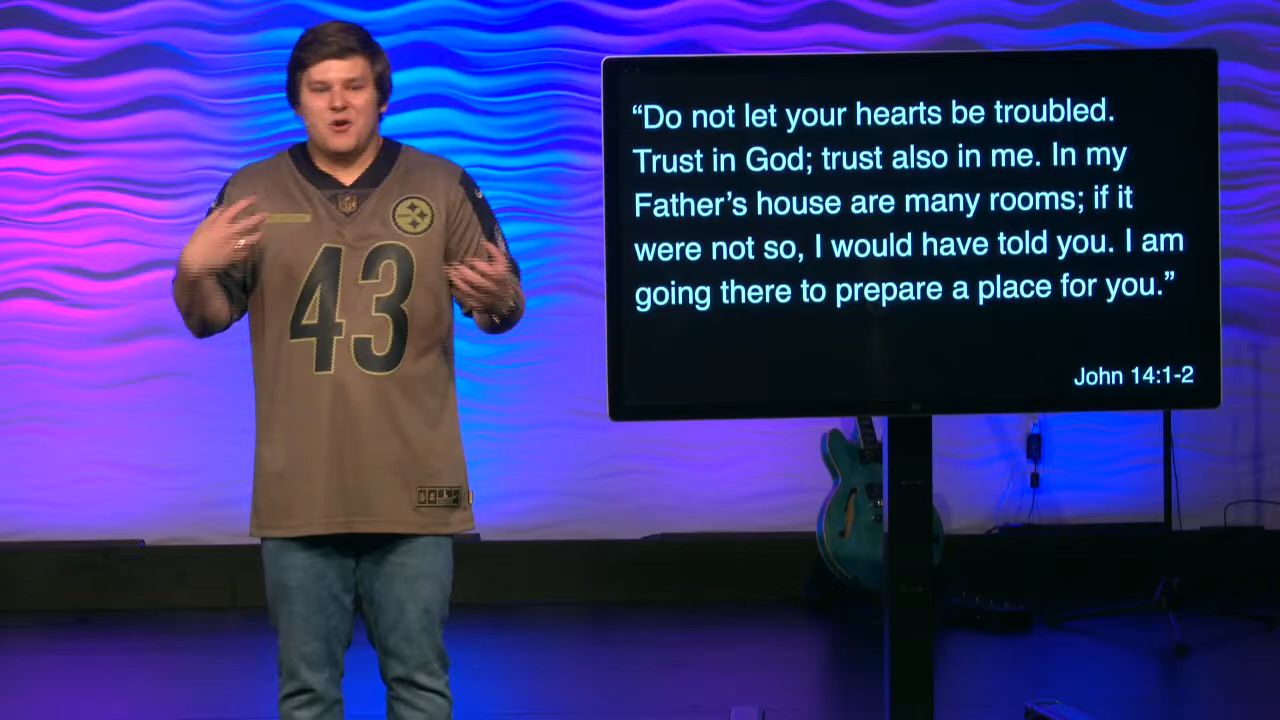 43
“Do not let your hearts be troubled.
Trust in God; trust also in me. In my
Father’s house are many rooms; if it
were not so, I would have told you. I am
going there to prepare a place for you.”
John 14:1-2